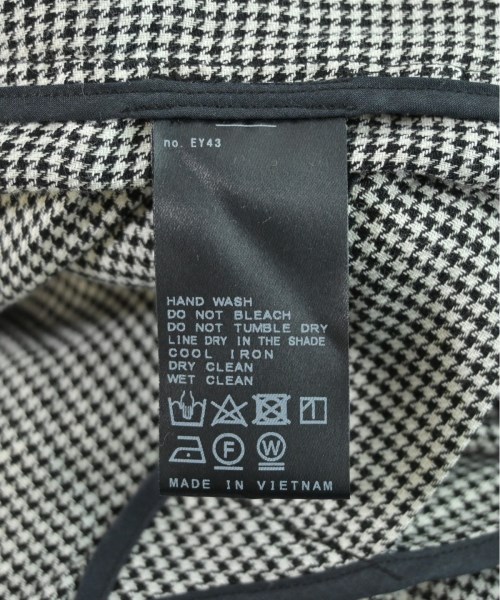 no. EY43
HAND WASH
DO NOT BLEACH
DO NOT TUMBLE DRY
LINE DRY IN THE SHADE
COOL IRON
DRY CLEAN
WET CLEAN
F W
MADE IN VIETNAM